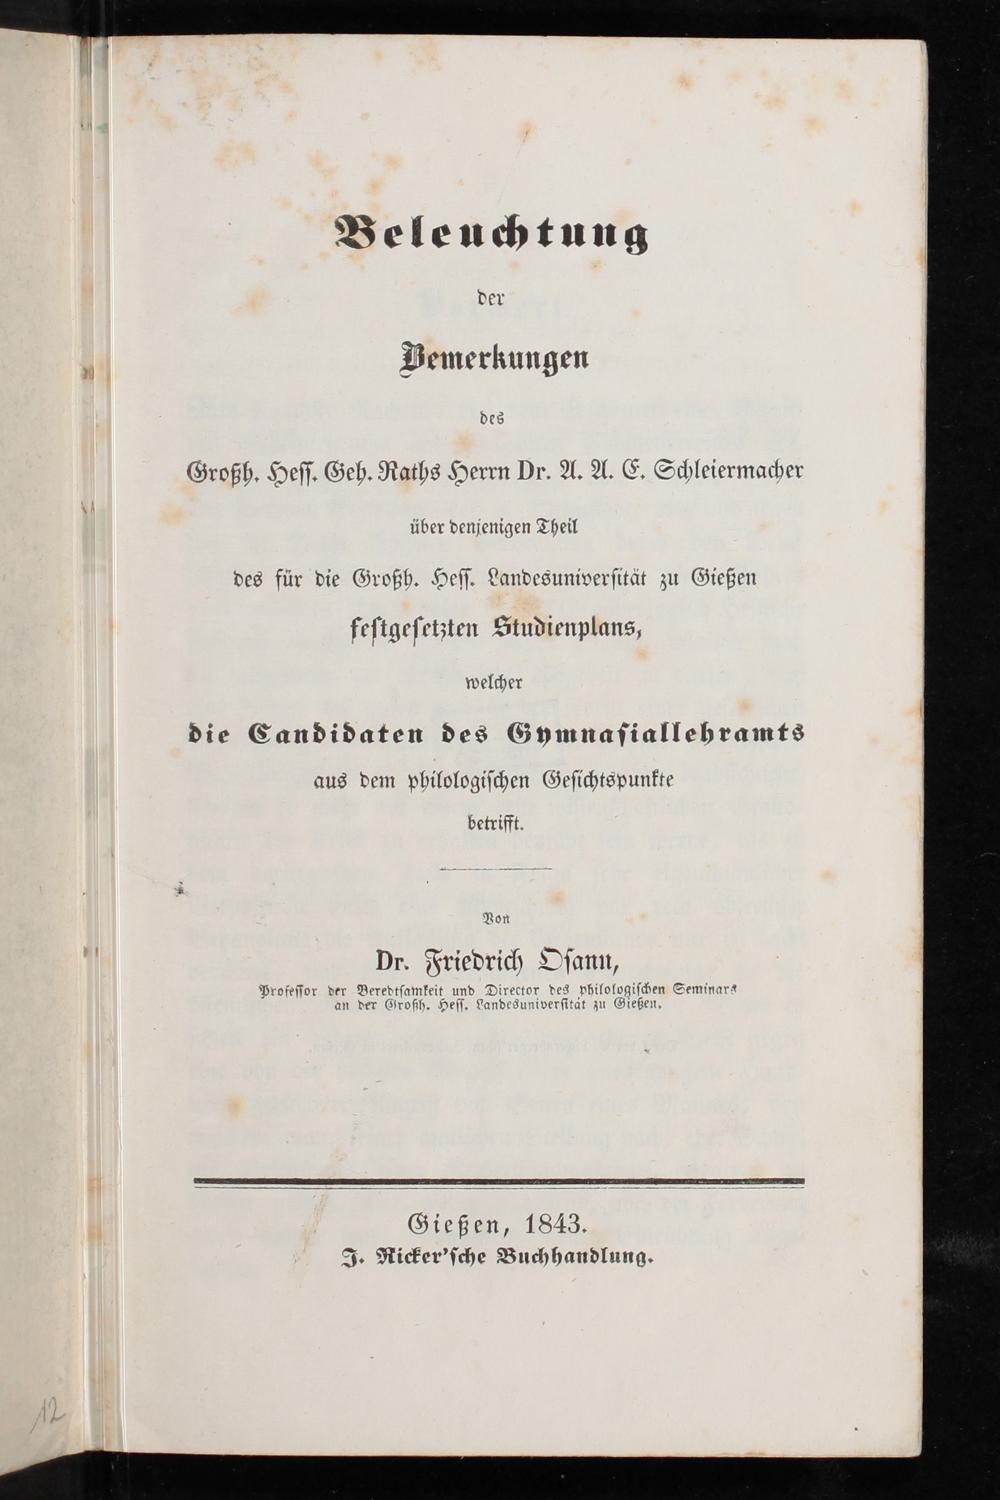 Beleuchtung
der
Bemerkungen
des
Großh. Hess. Geh. Raths Herrn Dr. A. A. E. Schleiermacher
über denjenigen Theil
des für die Großh. Hess. Landesuniversität zu Gießen
festgesetzten Studienplans,
welcher
die Candidaten des Gymnasiallehramts
aus dem philologischen Gesichtspunkte
betrifft.
Von
Dr. Friedrich Osann,
Professor der Beredtsamkeit und Director des philologischen Seminars
an der Großh. Hess. Landesuniversität zu Gießen.
Gießen, 1843.
J. Ricker'sche Buchhandlung.
12